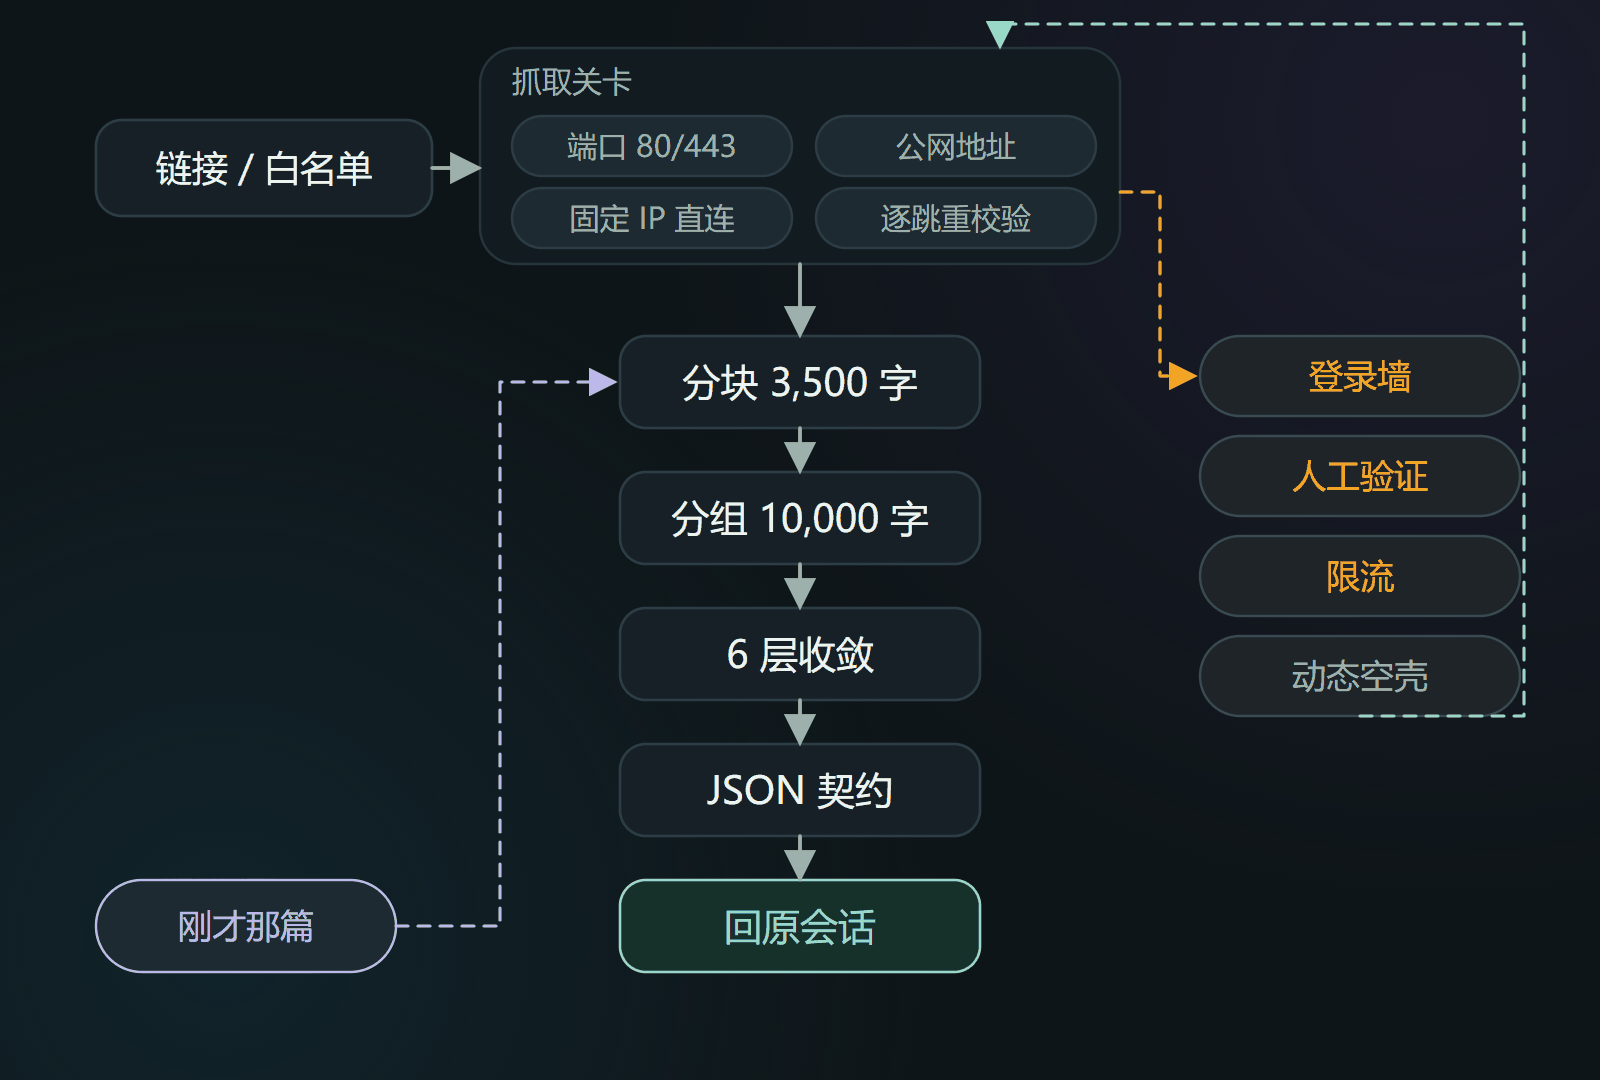 抓取关卡
链接 / 白名单
端口 80/443
公网地址
固定 IP 直连
逐跳重校验
分块 3,500 字
分组 10,000 字
6 层收敛
JSON 契约
回原会话
刚才那篇
登录墙
人工验证
限流
动态空壳